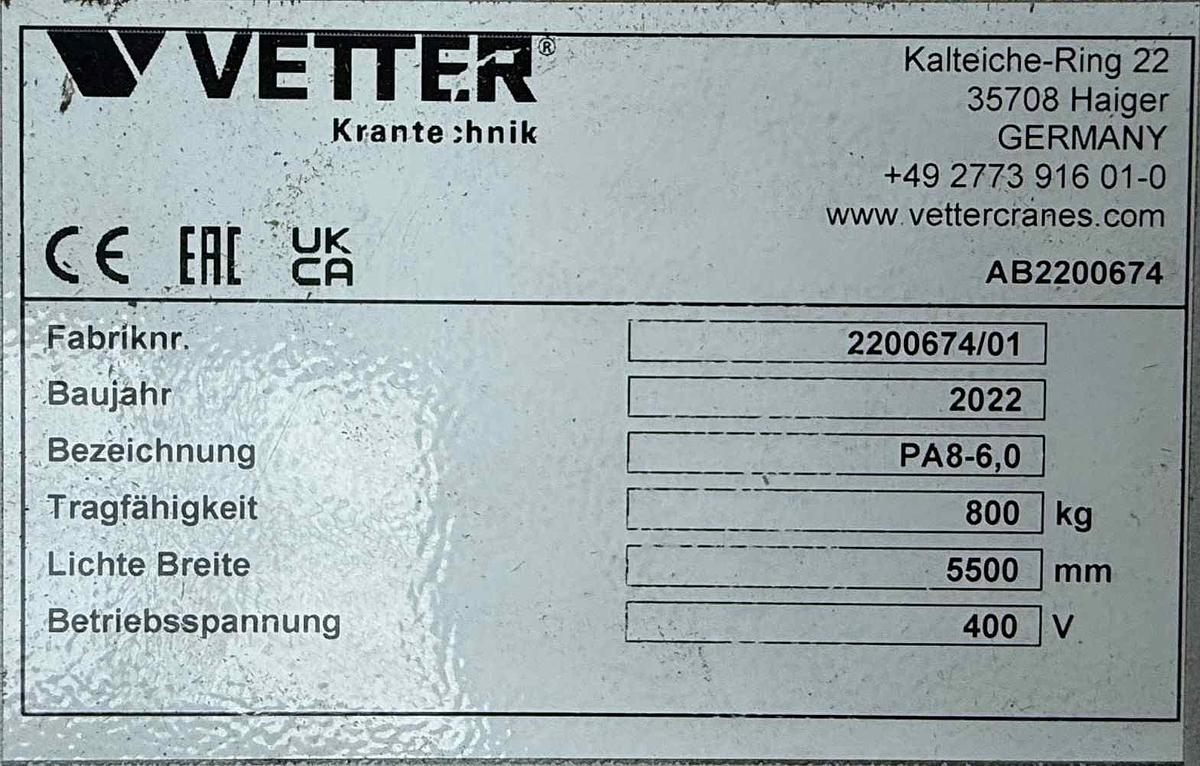 VETTER®
Krantechnik
Kalteiche-Ring 22
35708 Haiger
GERMANY
+49 2773 916 01-0
www.vettercranes.com
CE EAC UK CA
AB2200674
Fabriknr. 2200674/01
Baujahr 2022
Bezeichnung PA8-6,0
Tragfähigkeit 800 kg
Lichte Breite 5500 mm
Betriebsspannung 400 V